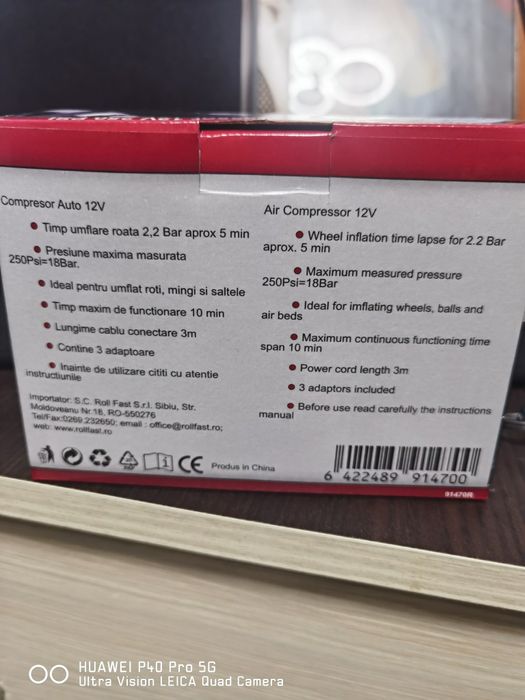 Compresor Auto 12V
Timp umflare roata 2,2 Bar aprox 5 min
Presiune maxima masurata
250Psi=18Bar.
Ideal pentru umflat roti, mingi si saltele
Timp maxim de functionare 10 min
Lungime cablu conectare 3m
Contine 3 adaptoare
Inainte de utilizare cititi cu atentie
instructiunile
Importator: S.C. Roll Fast S.r.l. Sibiu, Str.
Moldoveanu Nr.18, RO-550276
Tel/Fax:0269.232650; email : office@rollfast.ro;
web: www.rollfast.ro
Air Compressor 12V
Wheel inflation time lapse for 2.2 Bar
aprox. 5 min
Maximum measured pressure
250Psi=18Bar
Ideal for imflating wheels, balls and
air beds
Maximum continuous functioning time
span 10 min
Power cord length 3m
3 adaptors included
Before use read carefully the instructions
manual
CE Produs in China
6 422489 914700
91470R
HUAWEI P40 Pro 5G
Ultra Vision LEICA Quad Camera